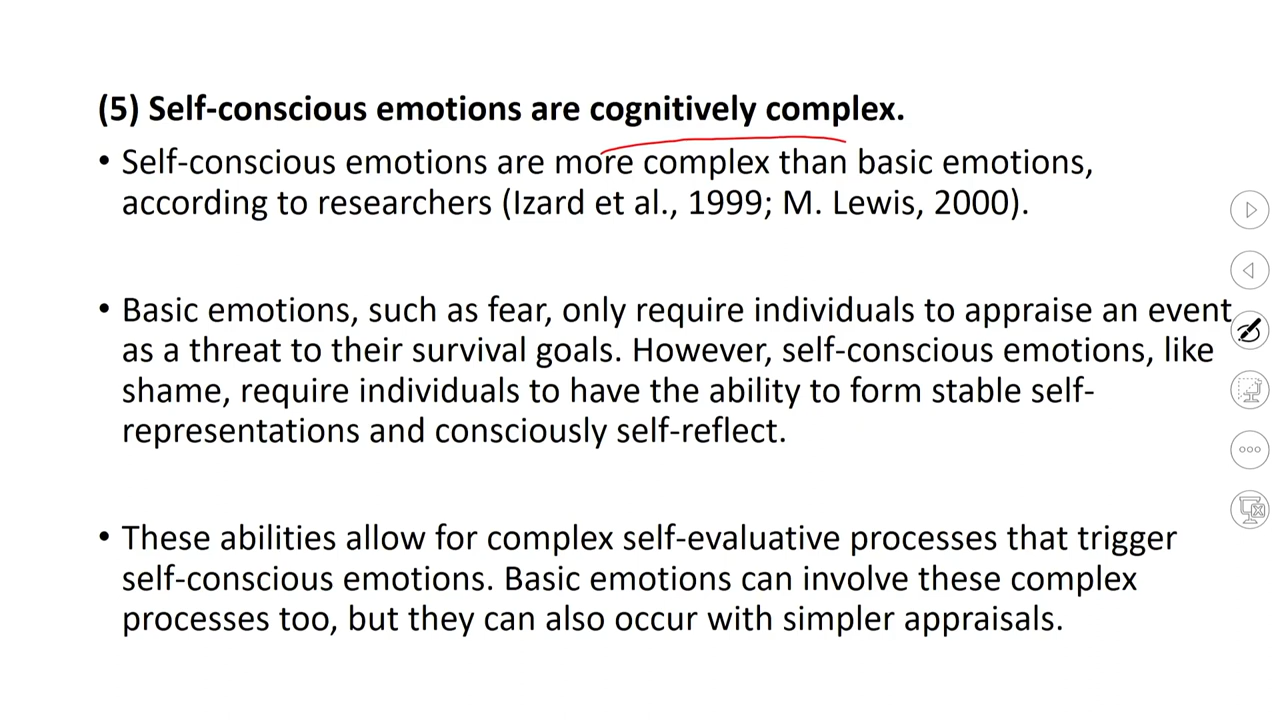 (5) Self-conscious emotions are cognitively complex.
• Self-conscious emotions are more complex than basic emotions,
according to researchers (Izard et al., 1999; M. Lewis, 2000).
• Basic emotions, such as fear, only require individuals to appraise an event
as a threat to their survival goals. However, self-conscious emotions, like
shame, require individuals to have the ability to form stable self-
representations and consciously self-reflect.
• These abilities allow for complex self-evaluative processes that trigger
self-conscious emotions. Basic emotions can involve these complex
processes too, but they can also occur with simpler appraisals.